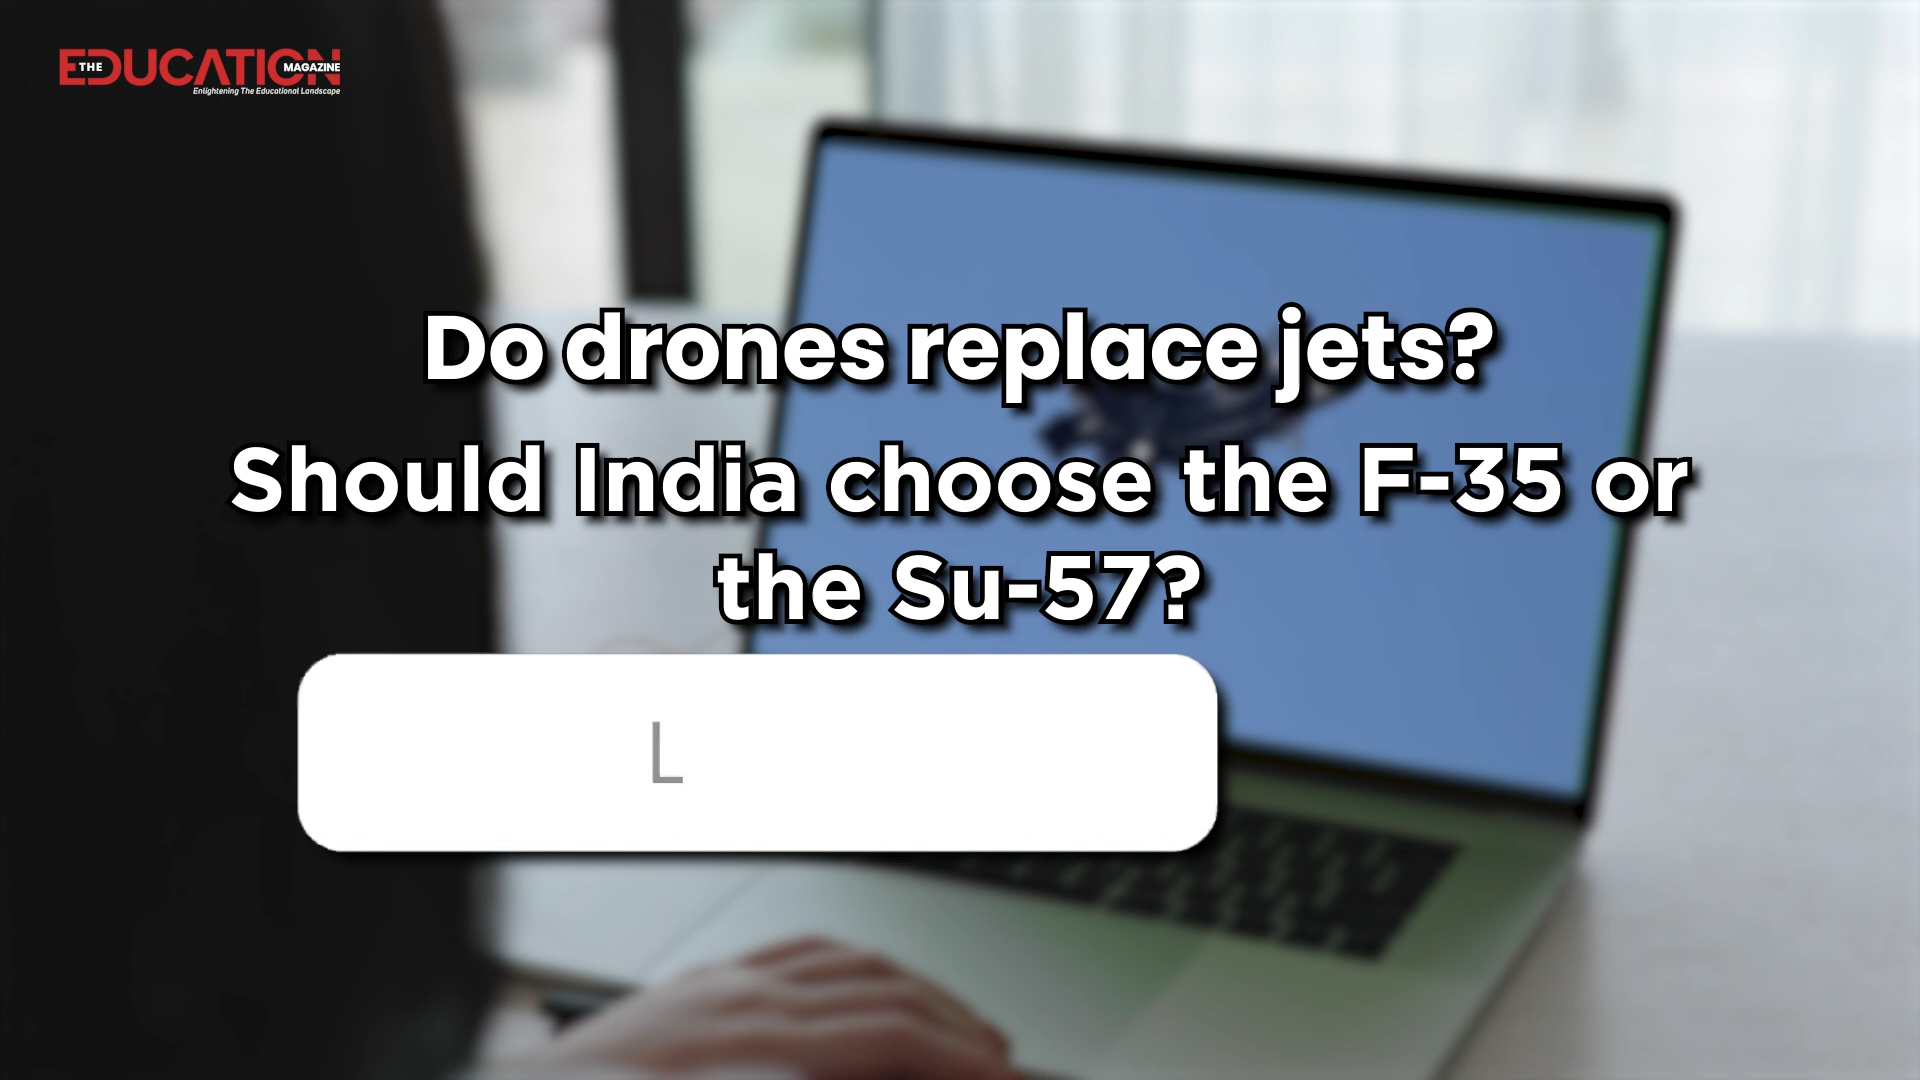 THE EDUCATION MAGAZINE
Enlightening The Educational Landscape
Do drones replace jets?
Should India choose the F-35 or
the Su-57?
L